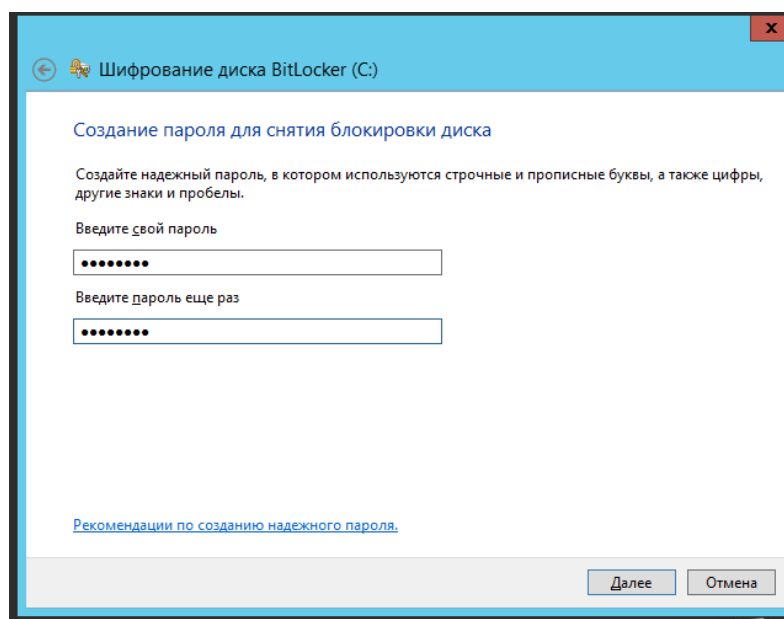 x
Шифрование диска BitLocker (C:)
Создание пароля для снятия блокировки диска
Создайте надежный пароль, в котором используются строчные и прописные буквы, а также цифры,
другие знаки и пробелы.
Введите свой пароль
●●●●●●●●
Введите пароль еще раз
●●●●●●●●
Рекомендации по созданию надежного пароля.
Далее Отмена